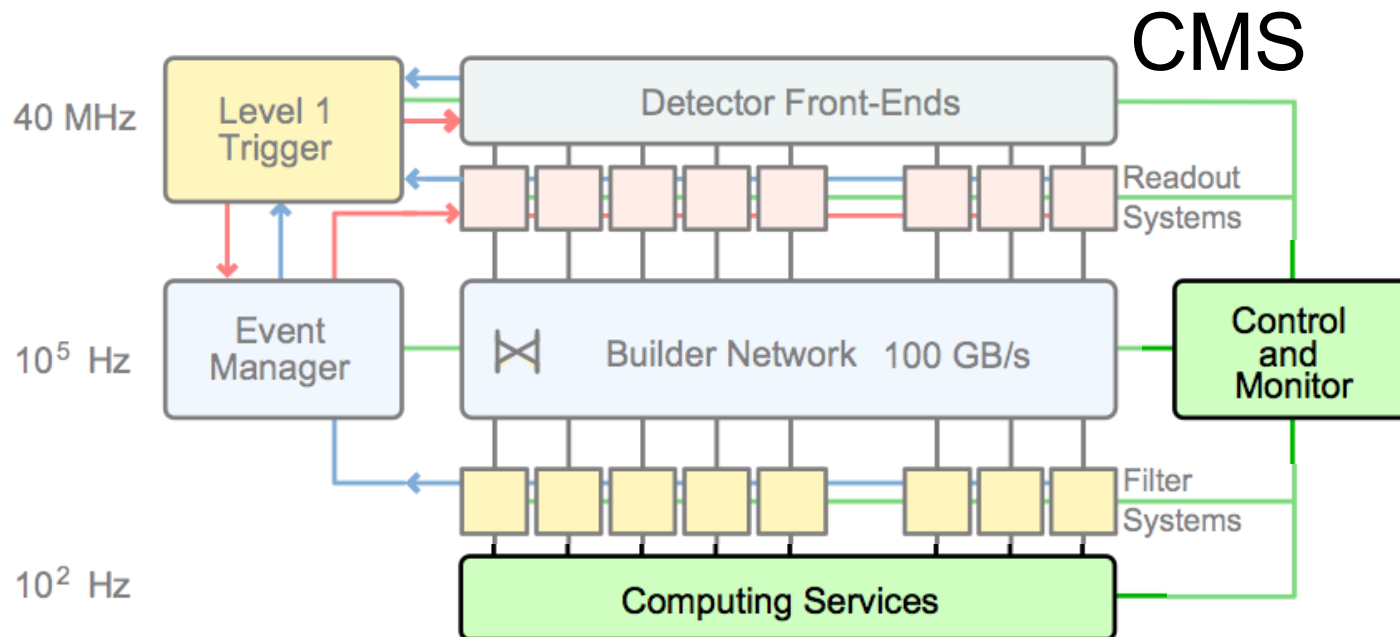 CMS
40 MHz
Level 1
Trigger
Detector Front-Ends
Readout
Systems
10⁵ Hz
Event
Manager
Builder Network 100 GB/s
Control
and
Monitor
Filter
Systems
10² Hz
Computing Services